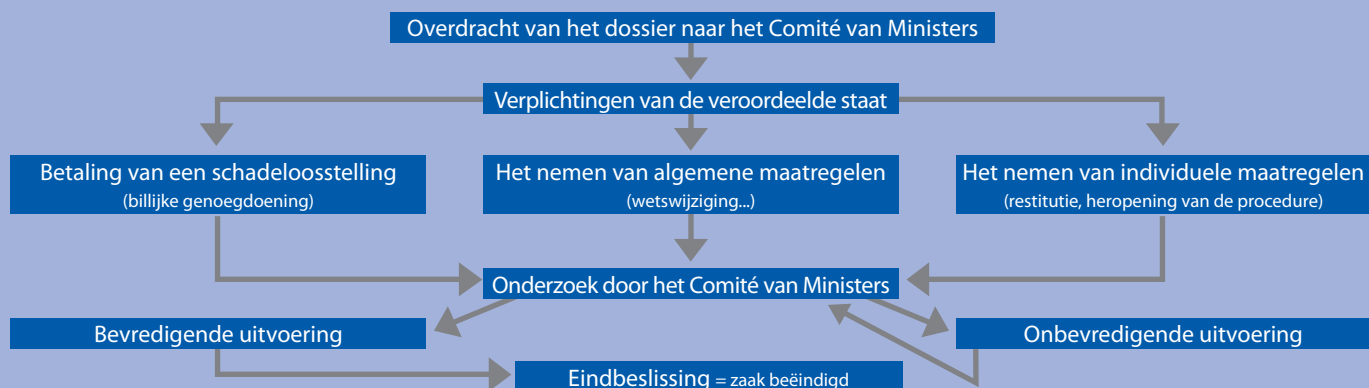 Overdracht van het dossier naar het Comité van Ministers
Verplichtingen van de veroordeelde staat
Betaling van een schadeloosstelling
(billijke genoegdoening)
Het nemen van algemene maatregelen
(wetswijziging...)
Het nemen van individuele maatregelen
(restitutie, heropening van de procedure)
Onderzoek door het Comité van Ministers
Bevredigende uitvoering
Onbevredigende uitvoering
Eindbeslissing = zaak beëindigd